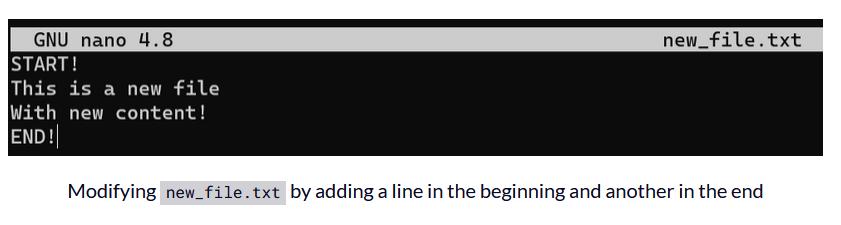 GNU nano 4.8 new_file.txt
START!
This is a new file
With new content!
END!
Modifying new_file.txt by adding a line in the beginning and another in the end